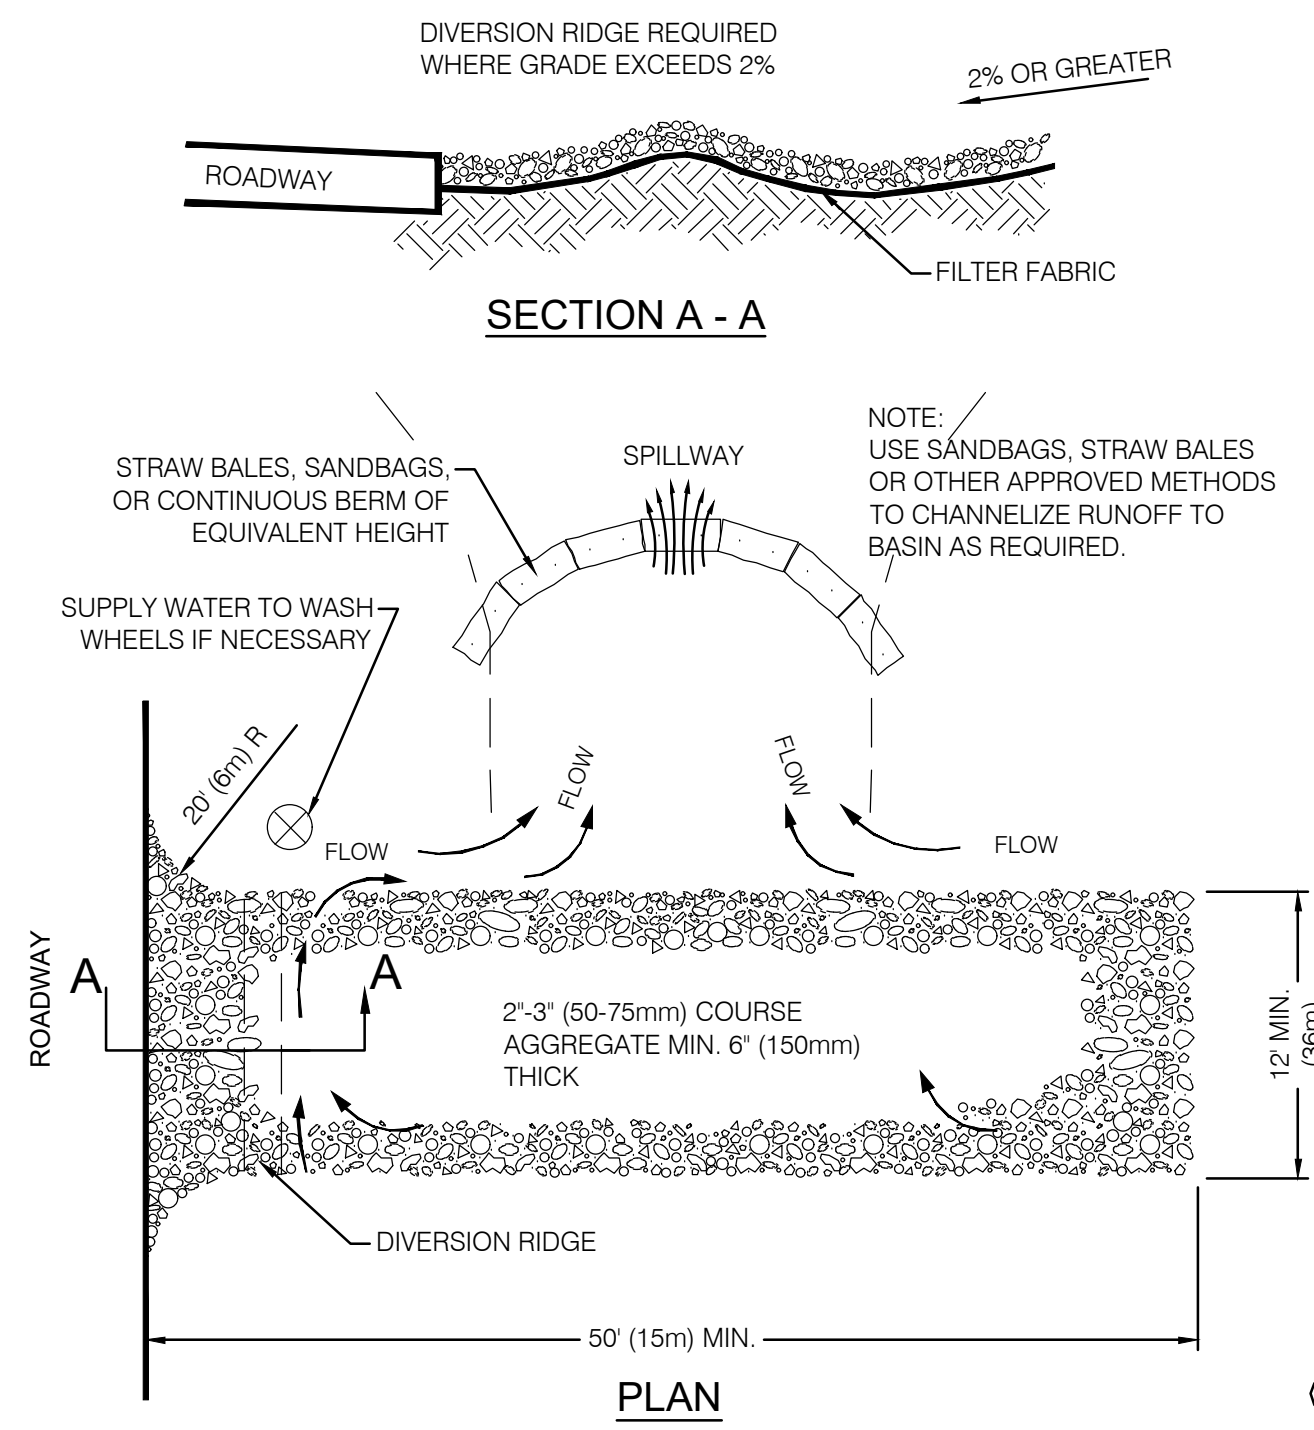 DIVERSION RIDGE REQUIRED
WHERE GRADE EXCEEDS 2%
2% OR GREATER
ROADWAY
FILTER FABRIC
SECTION A - A
STRAW BALES, SANDBAGS,
OR CONTINUOUS BERM OF
EQUIVALENT HEIGHT
SPILLWAY
NOTE:
USE SANDBAGS, STRAW BALES
OR OTHER APPROVED METHODS
TO CHANNELIZE RUNOFF TO
BASIN AS REQUIRED.
SUPPLY WATER TO WASH
WHEELS IF NECESSARY
20' (6m) R
FLOW
FLOW
FLOW
FLOW
ROADWAY
A
A
2"-3" (50-75mm) COURSE
AGGREGATE MIN. 6" (150mm)
THICK
12' MIN.
(36m)
DIVERSION RIDGE
50' (15m) MIN.
PLAN